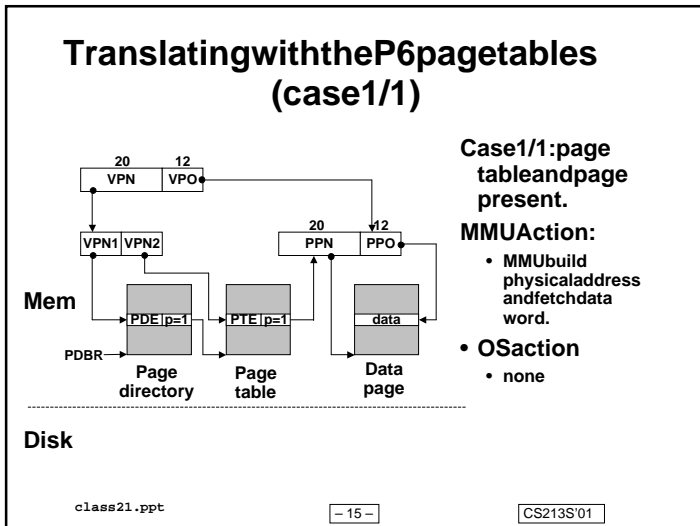 TranslatingwiththeP6pagetables
(case1/1)
20 12
VPN VPO
VPN1 VPN2
20 12
PPN PPO
Mem
PDE p=1
PTE p=1
data
PDBR
Page
directory
Page
table
Data
page
Case1/1:page
tableandpage
present.
MMUAction:
• MMUbuild
physicaladdress
andfetchdata
word.
• OSaction
• none
Disk
class21.ppt
– 15 –
CS213S'01